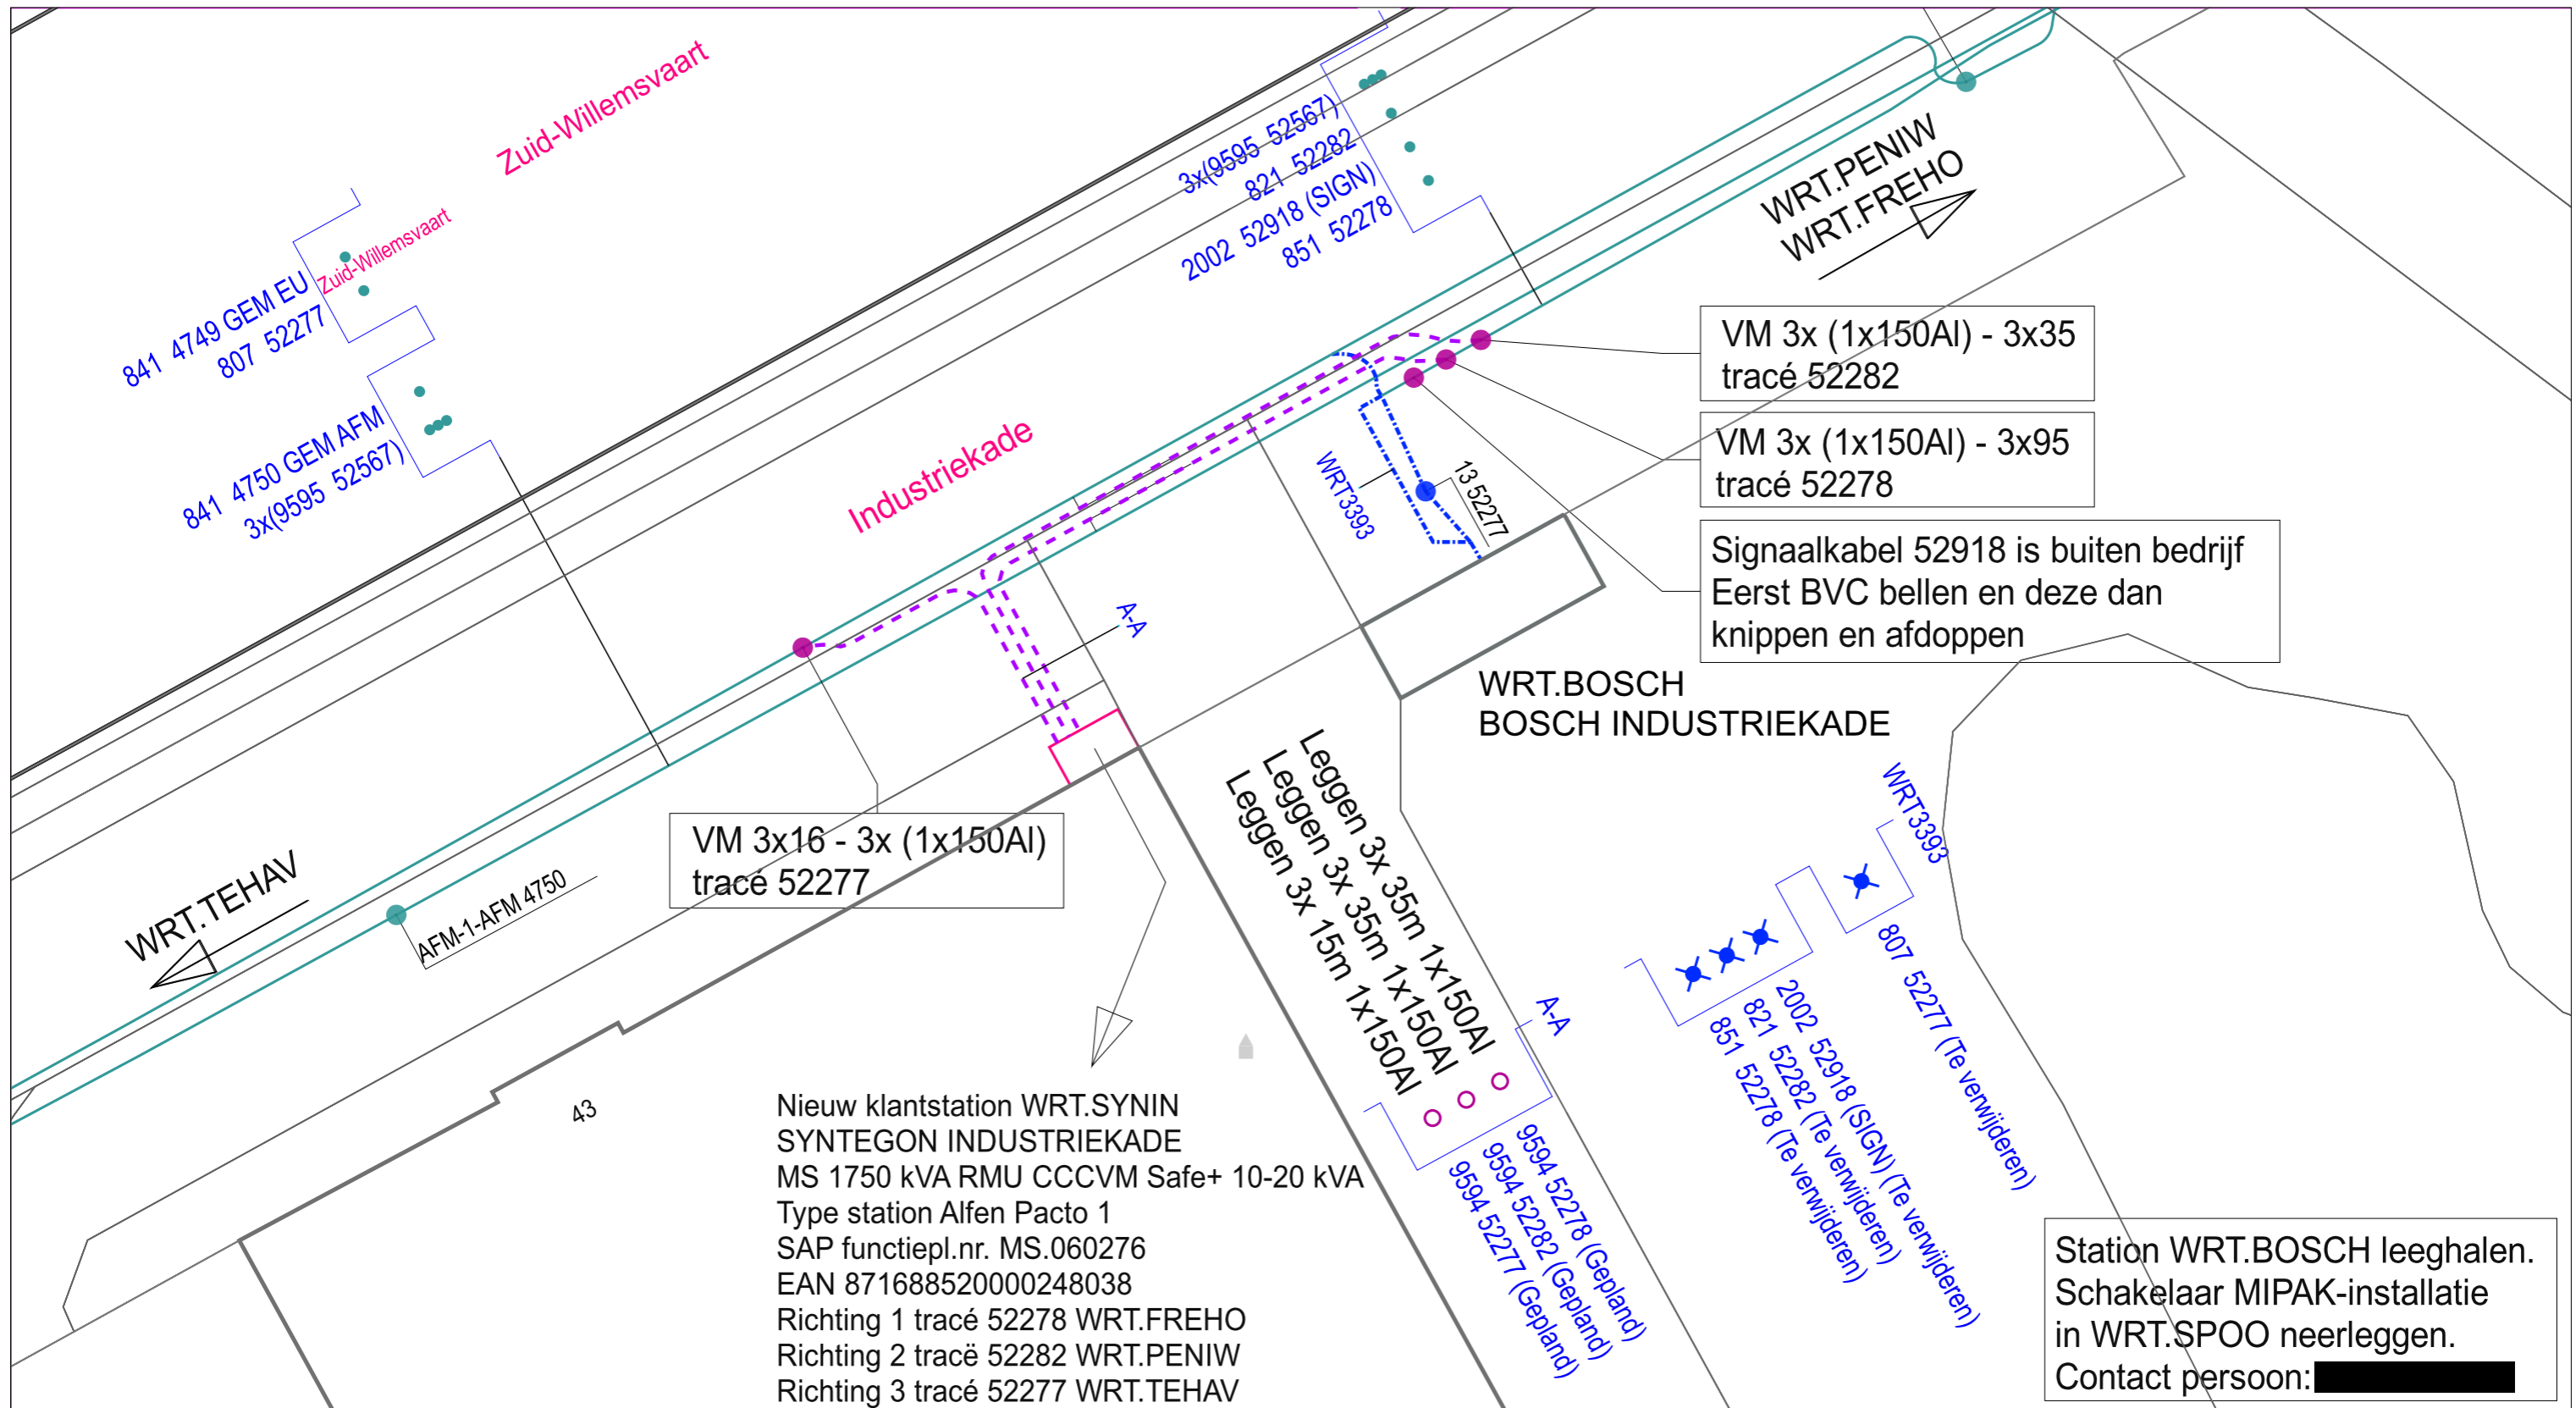 Zuid-Willemsvaart
Zuid-Willemsvaart
841 4749 GEM EU
807 52277
841 4750 GEM AFM
3x(9595 52567)
3x(9595 52567)
821 52282
2002 52918 (SIGN)
851 52278
WRT.PENIW
WRT.FREHO
Industriekade
VM 3x (1x150Al) - 3x35
tracé 52282
VM 3x (1x150Al) - 3x95
tracé 52278
Signaalkabel 52918 is buiten bedrijf
Eerst BVC bellen en deze dan
knippen en afdoppen
WRT3393
13 52277
A-A
WRT.BOSCH
BOSCH INDUSTRIEKADE
VM 3x16 - 3x (1x150Al)
tracé 52277
WRT.TEHAV
AFM-1-AFM 4750
Leggen 3x 35m 1x150Al
Leggen 3x 35m 1x150Al
Leggen 3x 15m 1x150Al
A-A
9594 52278 (Gepland)
9594 52282 (Gepland)
9594 52277 (Gepland)
WRT3393
807 52277 (Te verwijderen)
2002 52918 (SIGN) (Te verwijderen)
821 52282 (Te verwijderen)
851 52278 (Te verwijderen)
43
Nieuw klantstation WRT.SYNIN
SYNTEGON INDUSTRIEKADE
MS 1750 kVA RMU CCCVM Safe+ 10-20 kVA
Type station Alfen Pacto 1
SAP functiepl.nr. MS.060276
EAN 871688520000248038
Richting 1 tracé 52278 WRT.FREHO
Richting 2 tracë 52282 WRT.PENIW
Richting 3 tracé 52277 WRT.TEHAV
Station WRT.BOSCH leeghalen.
Schakelaar MIPAK-installatie
in WRT.SPOO neerleggen.
Contact persoon: